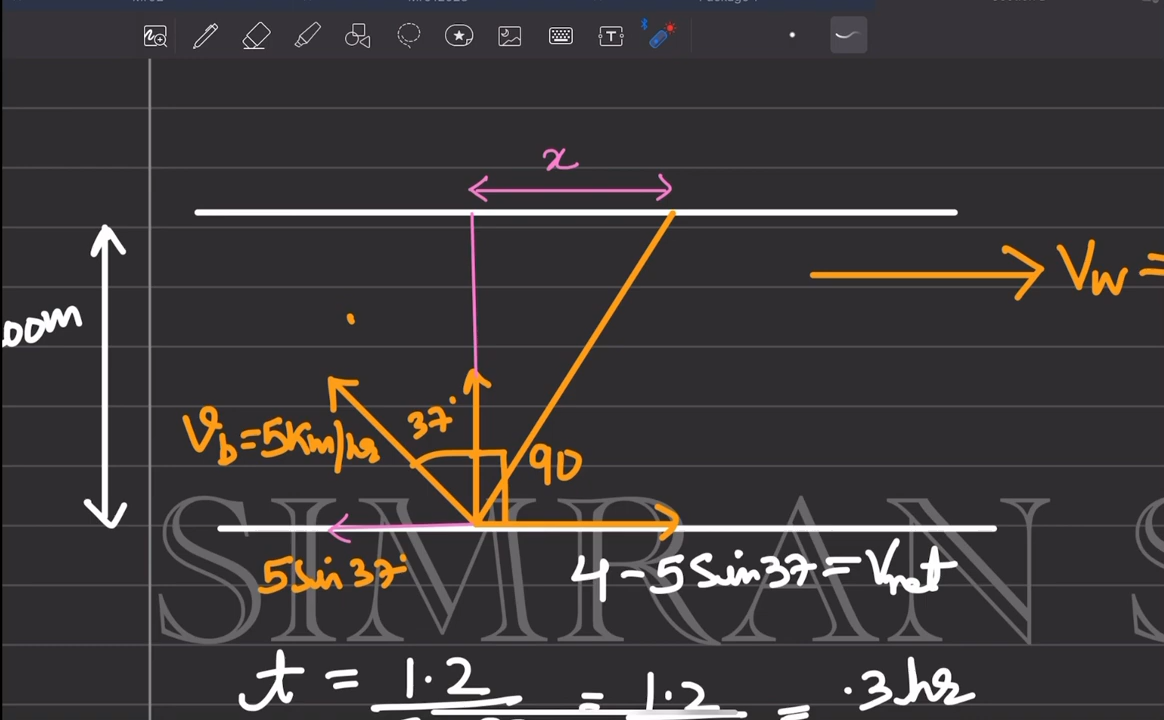 x
Vw =
00m
37°
Vb=5Km/hr
90
SIMRAN S
5Sin37°
4-5Sin37=Vnet
t = 1.2 = 1.2 = .3hr